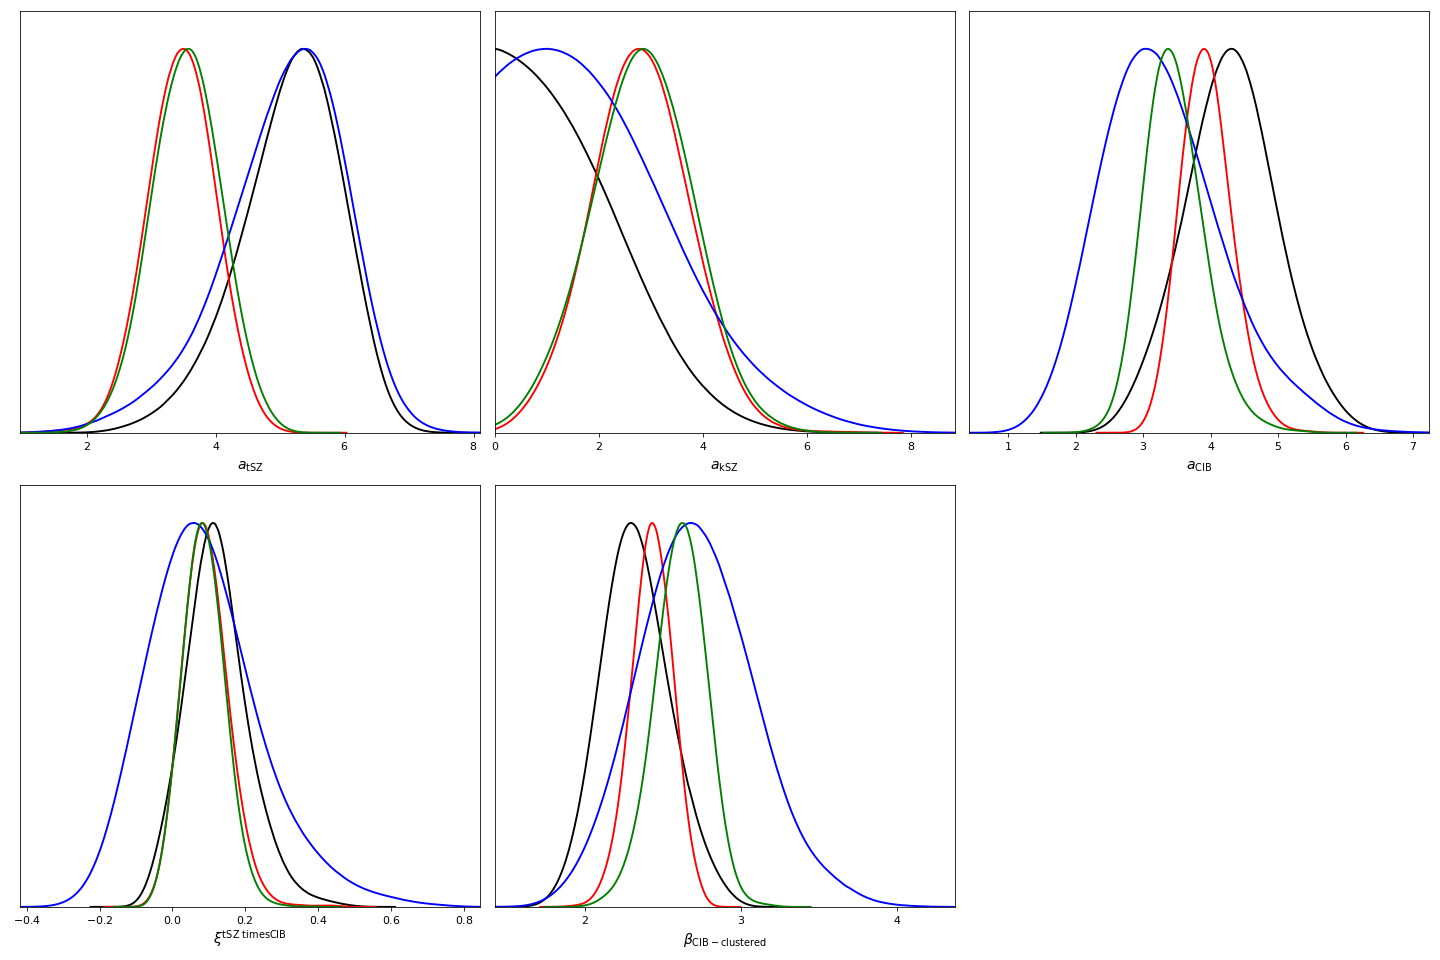 2 4 6 8
a_tSZ
0 2 4 6 8
a_kSZ
1 2 3 4 5 6 7
a_CIB
−0.4 −0.2 0.0 0.2 0.4 0.6 0.8
ξ^tSZ timesCIB
2 3 4
β_CIB−clustered